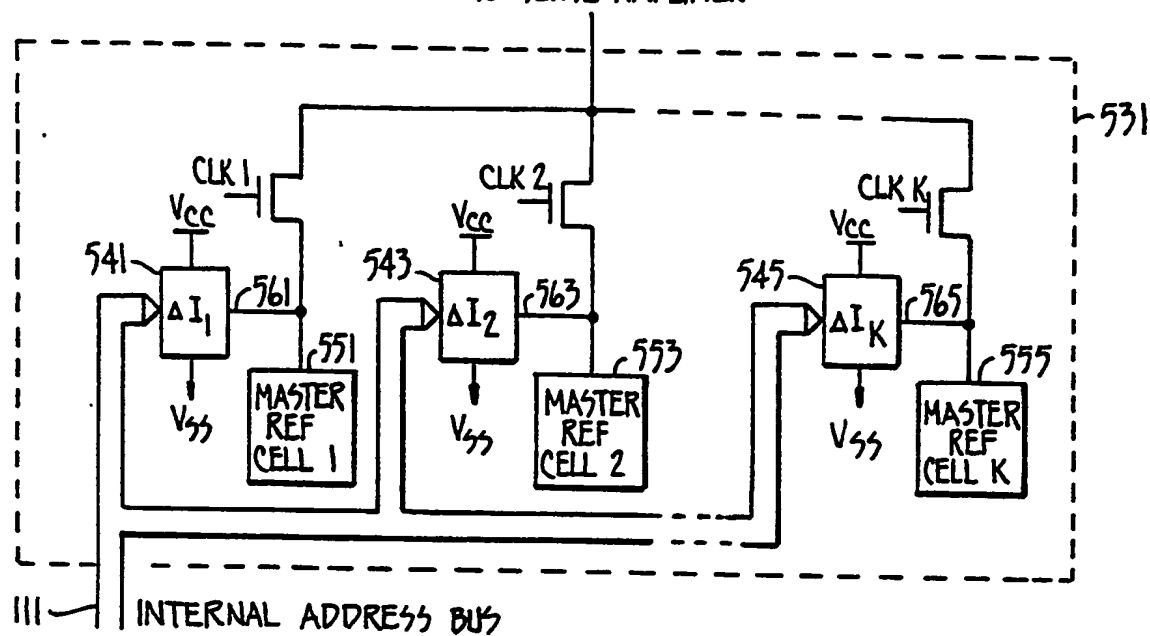 531
CLK 1
CLK 2
CLK K
VCC
VCC
VCC
541
543
545
ΔI1
561
ΔI2
563
ΔIK
565
551
553
555
VSS
VSS
VSS
MASTER
REF
CELL 1
MASTER
REF
CELL 2
MASTER
REF
CELL K
111
INTERNAL ADDRESS BUS